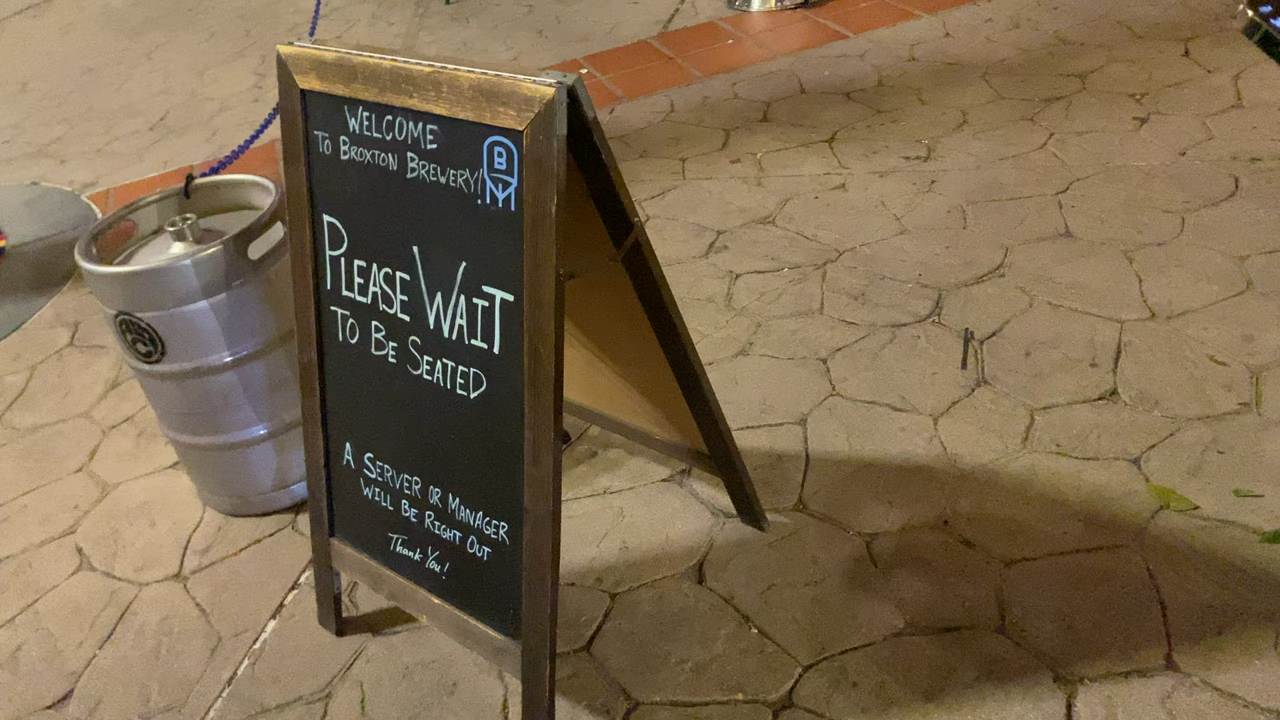 WELCOME
TO BROXTON BREWERY!
B
PLEASE WAIT
TO BE SEATED
A SERVER OR MANAGER
WILL BE RIGHT OUT
Thank You!